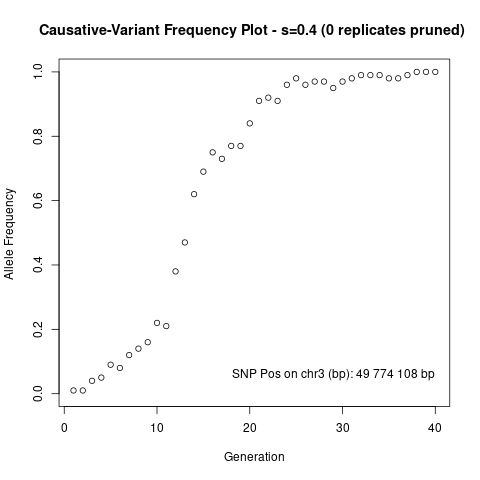 Causative-Variant Frequency Plot - s=0.4 (0 replicates pruned)
1.0
0.8
0.6
0.4
0.2
0.0
Allele Frequency
SNP Pos on chr3 (bp): 49 774 108 bp
0 10 20 30 40
Generation